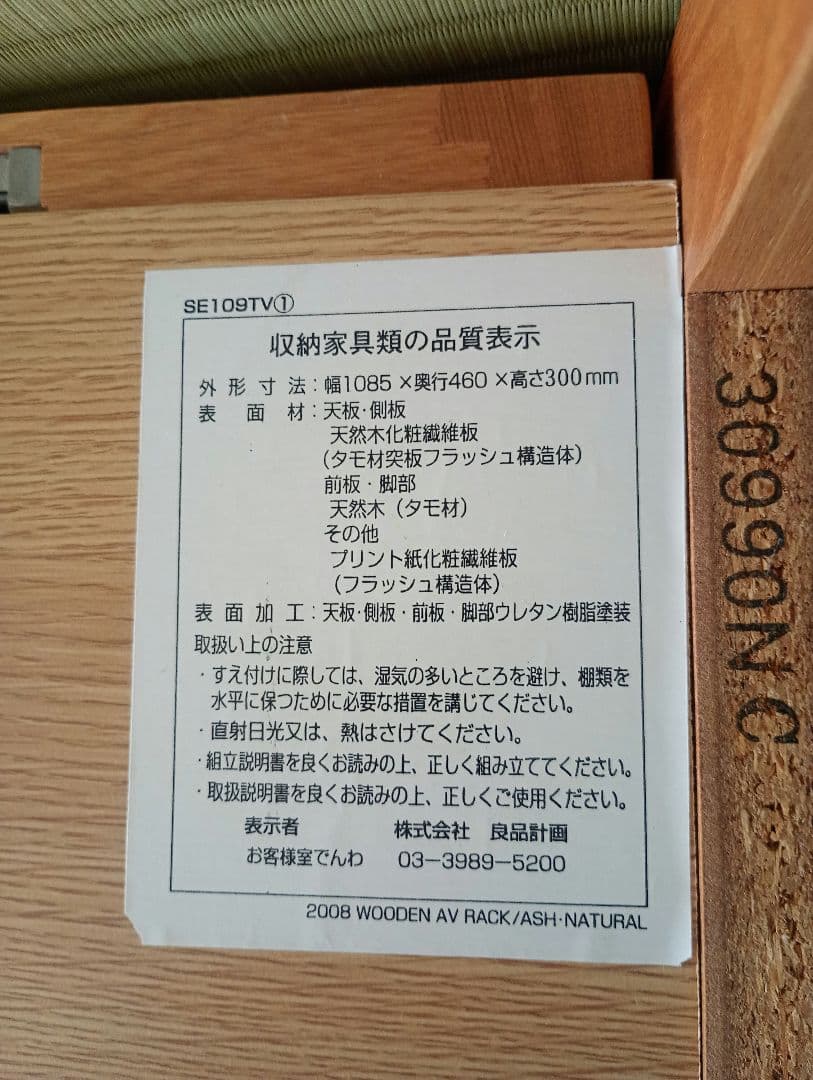 SE109TV①
収納家具類の品質表示
外形寸法：幅1085×奥行460×高さ300mm
表面材：天板・側板
天然木化粧繊維板
（タモ材突板フラッシュ構造体）
前板・脚部
天然木（タモ材）
その他
プリント紙化粧繊維板
（フラッシュ構造体）
表面加工：天板・側板・前板・脚部ウレタン樹脂塗装
取扱い上の注意
・すえ付けに際しては、湿気の多いところを避け、棚類を
水平に保つために必要な措置を講じてください。
・直射日光又は、熱はさけてください。
・組立説明書を良くお読みの上、正しく組み立ててください。
・取扱説明書を良くお読みの上、正しくご使用ください。
表示者 株式会社 良品計画
お客様室でんわ 03-3989-5200
2008 WOODEN AV RACK/ASH・NATURAL
30990N C